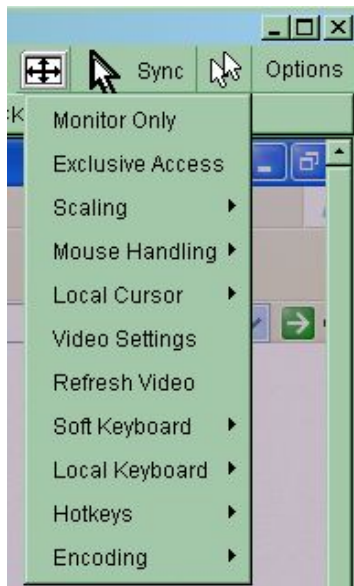 Sync Options
K
Monitor Only
Exclusive Access
Scaling
Mouse Handling
Local Cursor
Video Settings
Refresh Video
Soft Keyboard
Local Keyboard
Hotkeys
Encoding